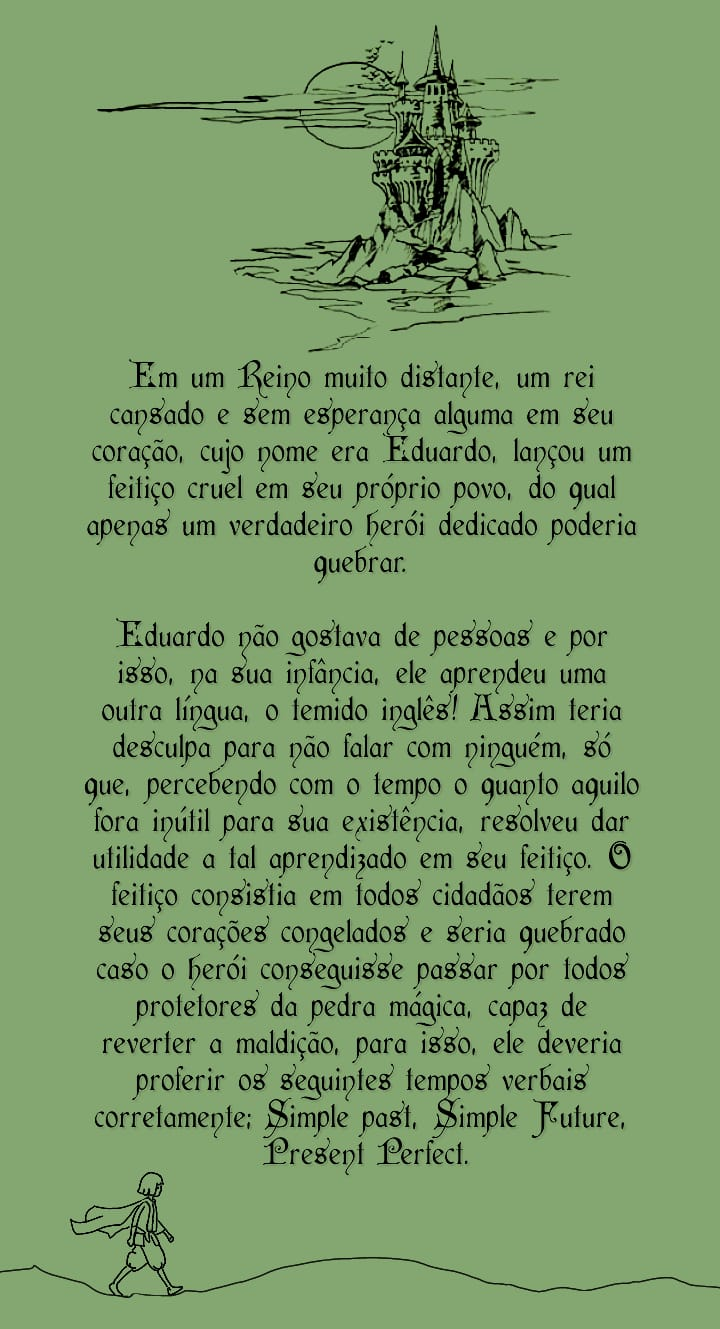 Em um Reino muito distante, um rei
cansado e sem esperança alguma em seu
coração, cujo nome era Eduardo, lançou um
feitiço cruel em seu próprio povo, do qual
apenas um verdadeiro herói dedicado poderia
quebrar.
Eduardo não gostava de pessoas e por
isso, na sua infância, ele aprendeu uma
outra língua, o temido inglês! Assim teria
desculpa para não falar com ninguém, só
que, percebendo com o tempo o quanto aquilo
fora inútil para sua existência, resolveu dar
utilidade a tal aprendizado em seu feitiço. O
feitiço consistia em todos cidadãos terem
seus corações congelados e seria quebrado
caso o herói conseguisse passar por todos
protetores da pedra mágica, capaz de
reverter a maldição, para isso, ele deveria
proferir os seguintes tempos verbais
corretamente; Simple past, Simple Future,
Present Perfect.